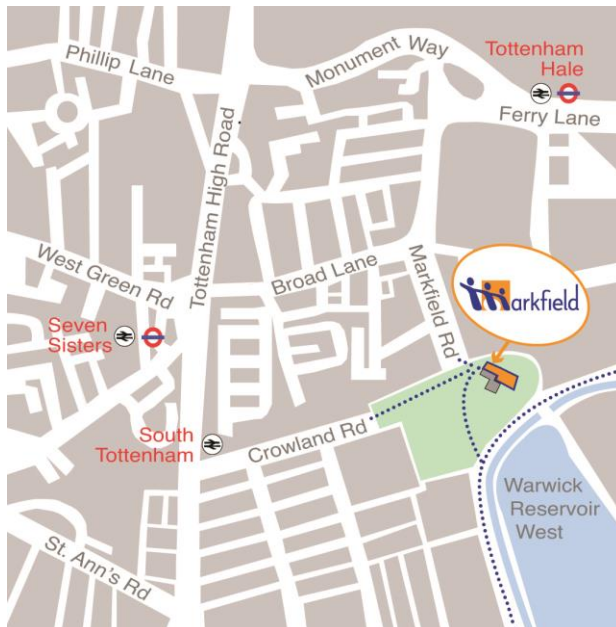 Phillip Lane
Monument Way
Tottenham
Hale
Ferry Lane
Tottenham High Road
West Green Rd
Broad Lane
Markfield Rd
markfield
Seven
Sisters
South
Tottenham
Crowland Rd
Warwick
Reservoir
West
St. Ann's Rd